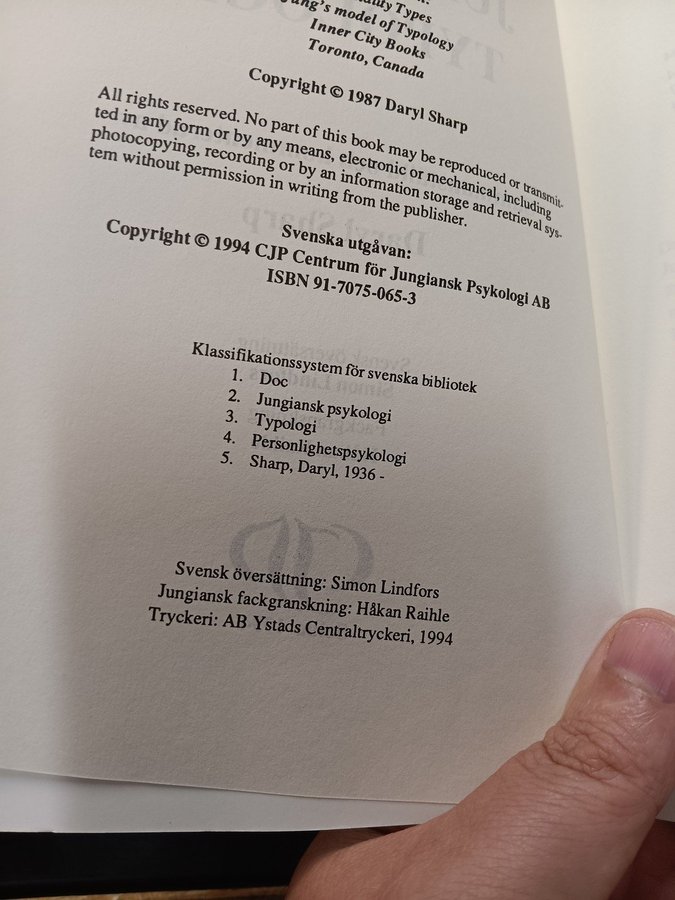 ality Types
ung's model of Typology
Inner City Books
Toronto, Canada
Copyright © 1987 Daryl Sharp
All rights reserved. No part of this book may be reproduced or transmit-
ted in any form or by any means, electronic or mechanical, including
photocopying, recording or by an information storage and retrieval sys-
tem without permission in writing from the publisher.
Svenska utgåvan:
Copyright © 1994 CJP Centrum för Jungiansk Psykologi AB
ISBN 91-7075-065-3
Klassifikationssystem för svenska bibliotek
1. Doc
2. Jungiansk psykologi
3. Typologi
4. Personlighetspsykologi
5. Sharp, Daryl, 1936 -
Svensk översättning: Simon Lindfors
Jungiansk fackgranskning: Håkan Raihle
Tryckeri: AB Ystads Centraltryckeri, 1994